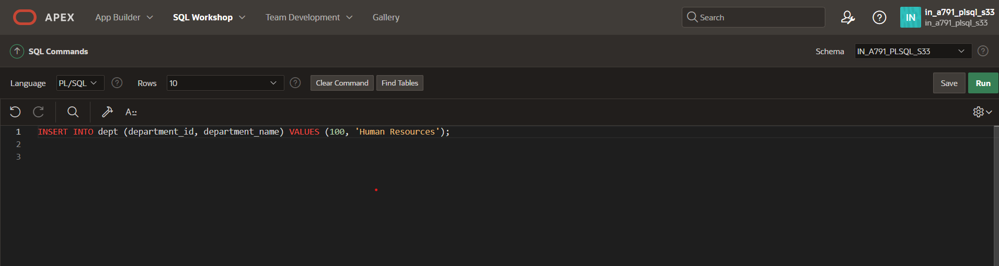 APEX App Builder SQL Workshop Team Development Gallery Search IN in_a791_plsql_s33
in_a791_plsql_s33
SQL Commands Schema IN_A791_PLSQL_S33
Language PL/SQL Rows 10 Clear Command Find Tables Save Run
A::
1 INSERT INTO dept (department_id, department_name) VALUES (100, 'Human Resources');
2
3